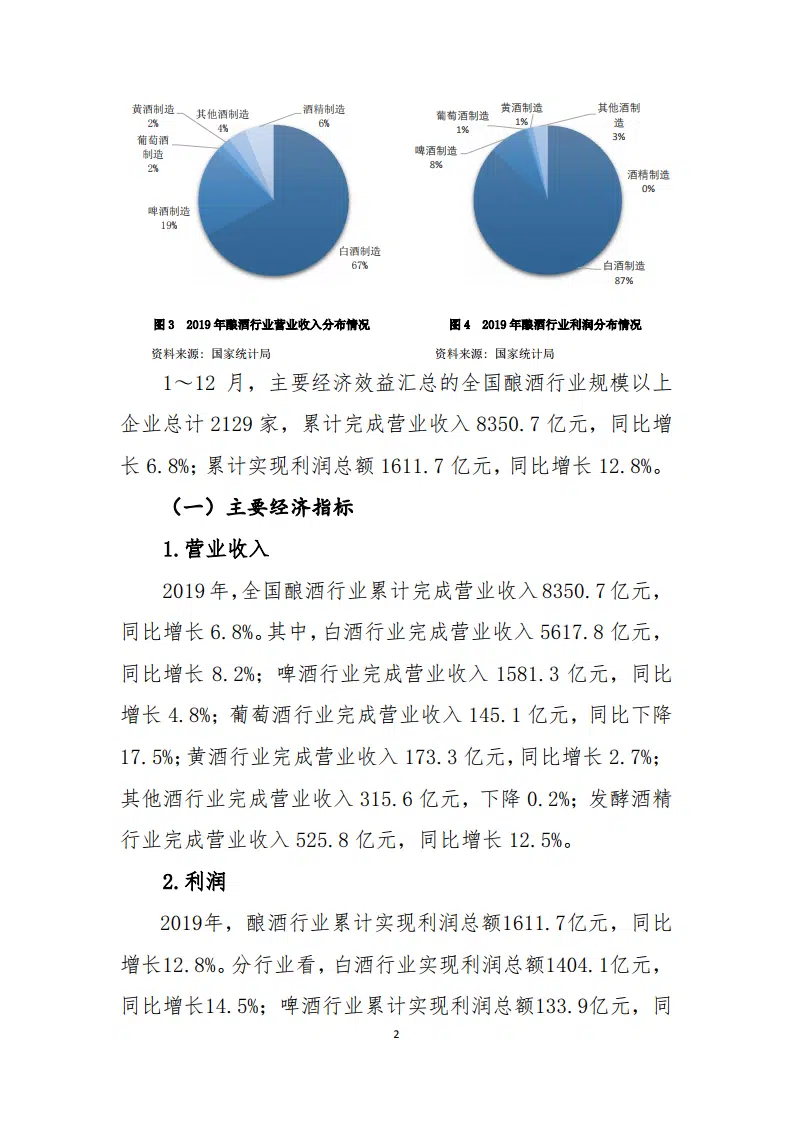 黄酒制造
2%
其他酒制造
4%
酒精制造
6%
葡萄酒
制造
2%
啤酒制造
19%
白酒制造
67%
葡萄酒制造
1%
黄酒制造
1%
其他酒制
造
3%
啤酒制造
8%
酒精制造
0%
白酒制造
87%
图 3 2019 年酿酒行业营业收入分布情况
图 4 2019 年酿酒行业利润分布情况
资料来源：国家统计局
资料来源：国家统计局
1～12 月，主要经济效益汇总的全国酿酒行业规模以上
企业总计 2129 家，累计完成营业收入 8350.7 亿元，同比增
长 6.8%；累计实现利润总额 1611.7 亿元，同比增长 12.8%。
（一）主要经济指标
1.营业收入
2019 年，全国酿酒行业累计完成营业收入 8350.7 亿元，
同比增长 6.8%。其中，白酒行业完成营业收入 5617.8 亿元，
同比增长 8.2%；啤酒行业完成营业收入 1581.3 亿元，同比
增长 4.8%；葡萄酒行业完成营业收入 145.1 亿元，同比下降
17.5%；黄酒行业完成营业收入 173.3 亿元，同比增长 2.7%；
其他酒行业完成营业收入 315.6 亿元，下降 0.2%；发酵酒精
行业完成营业收入 525.8 亿元，同比增长 12.5%。
2.利润
2019年，酿酒行业累计实现利润总额1611.7亿元，同比
增长12.8%。分行业看，白酒行业实现利润总额1404.1亿元，
同比增长14.5%；啤酒行业累计实现利润总额133.9亿元，同
2